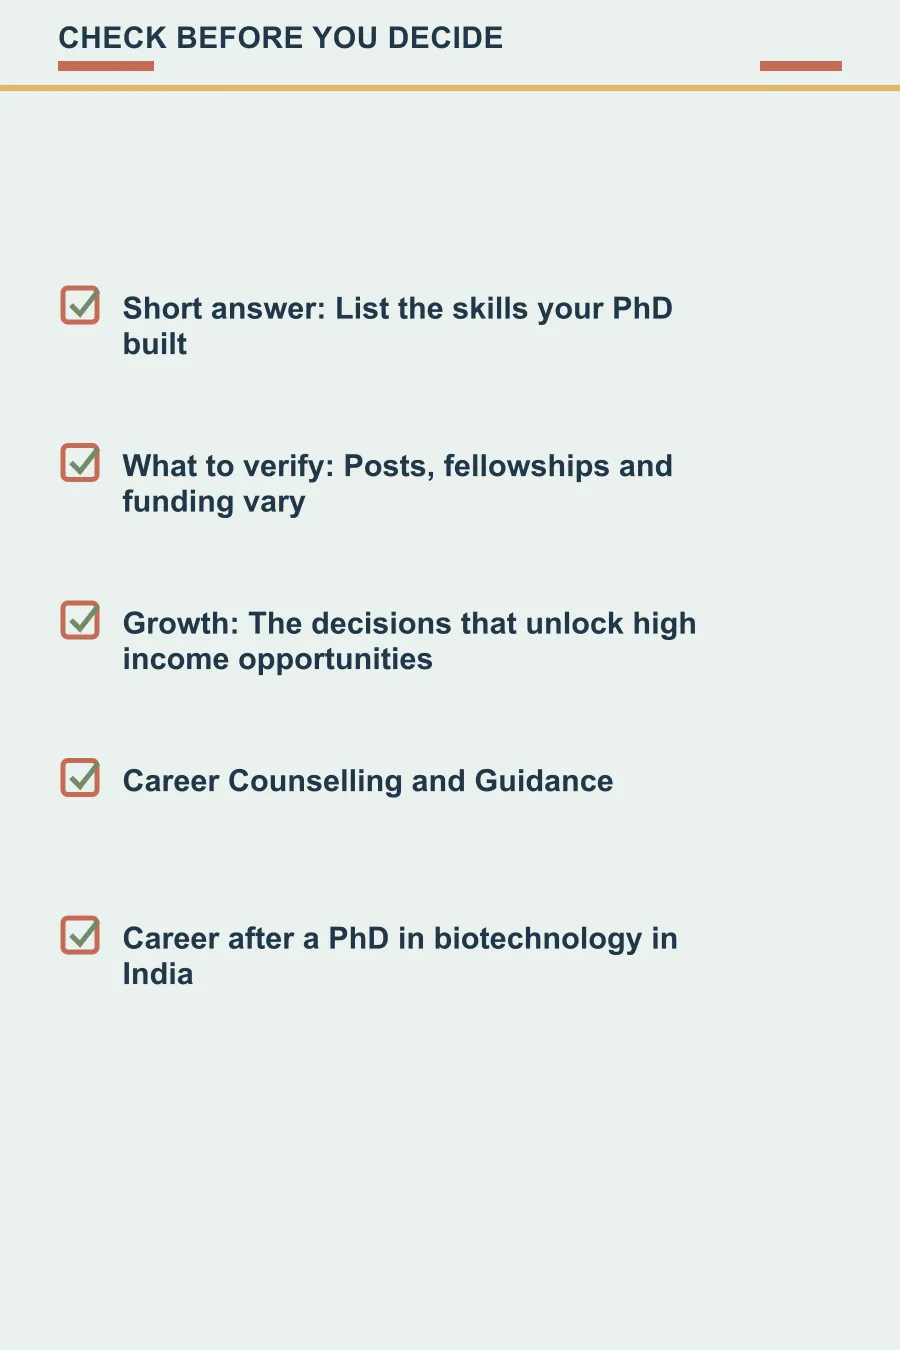 CHECK BEFORE YOU DECIDE
Short answer: List the skills your PhD
built
What to verify: Posts, fellowships and
funding vary
Growth: The decisions that unlock high
income opportunities
Career Counselling and Guidance
Career after a PhD in biotechnology in
India